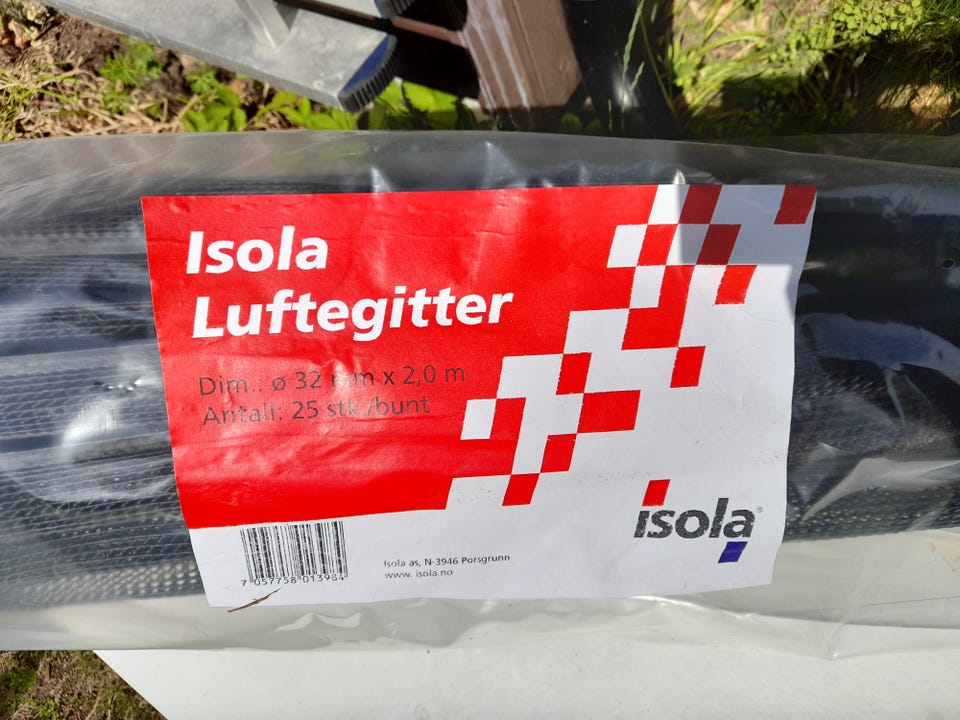 Isola
Luftegitter
Dim.: ø 32 mm x 2,0 m
Antall: 25 stk./bunt
isola®
7 057758 013984
Isola as, N-3946 Porsgrunn
www. isola.no